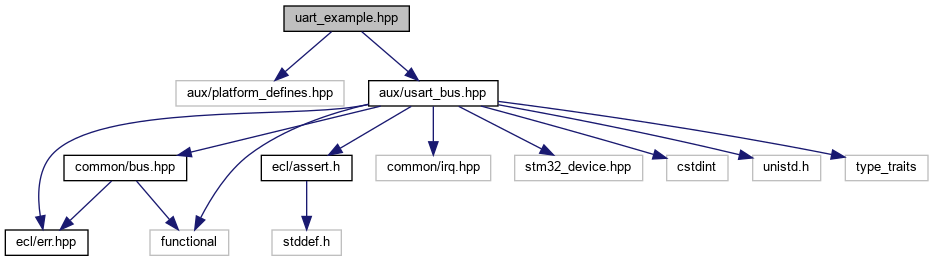 uart_example.hpp
aux/platform_defines.hpp
aux/usart_bus.hpp
common/bus.hpp
ecl/assert.h
common/irq.hpp
stm32_device.hpp
cstdint
unistd.h
type_traits
ecl/err.hpp
functional
stddef.h